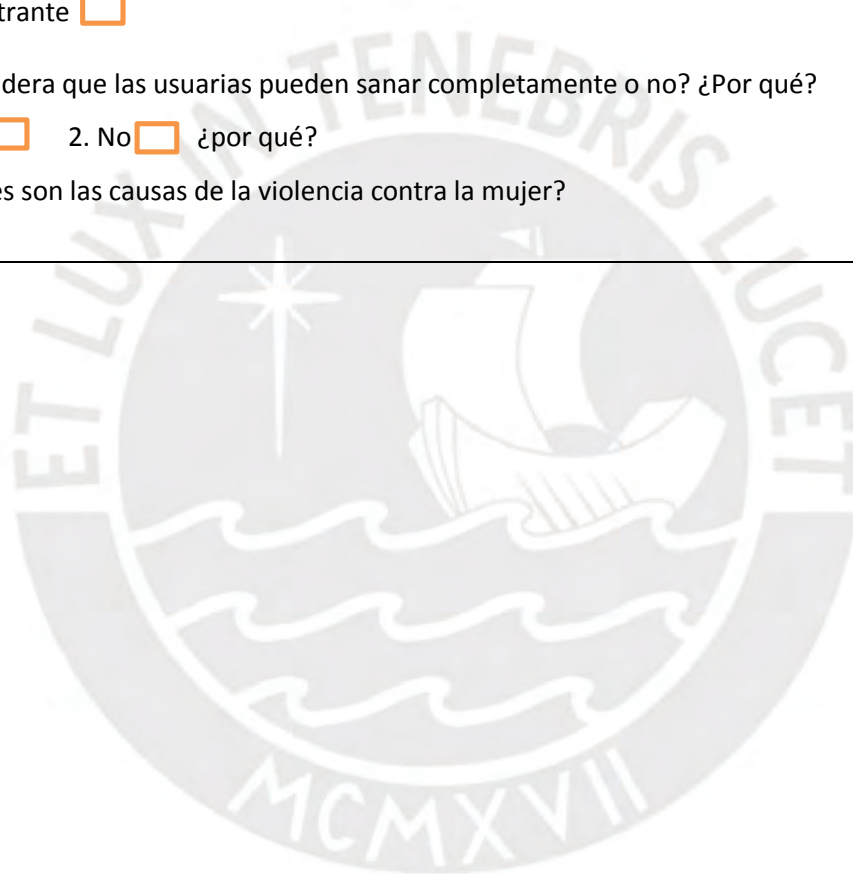 trante
dera que las usuarias pueden sanar completamente o no? ¿Por qué?
2. No ¿por qué?
es son las causas de la violencia contra la mujer?
ET LUX IN TENEBRIS LUCET
MCMXVII